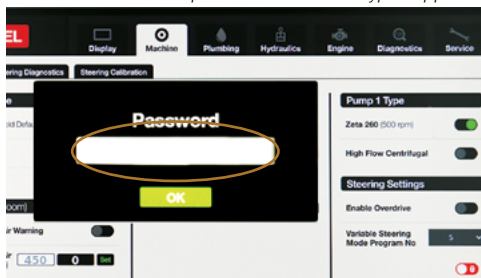 EL
Display
Machine
Plumbing
Hydraulics
Engine
Diagnostics
Service
ering Diagnostics
Steering Calibration
Password
OK
Pump 1 Type
Zeta 260 (500 rpm)
High Flow Centrifugal
Steering Settings
Enable Overdrive
Variable Steering
Mode Program No
5
oom)
ir Warning
ir
450
0
Set